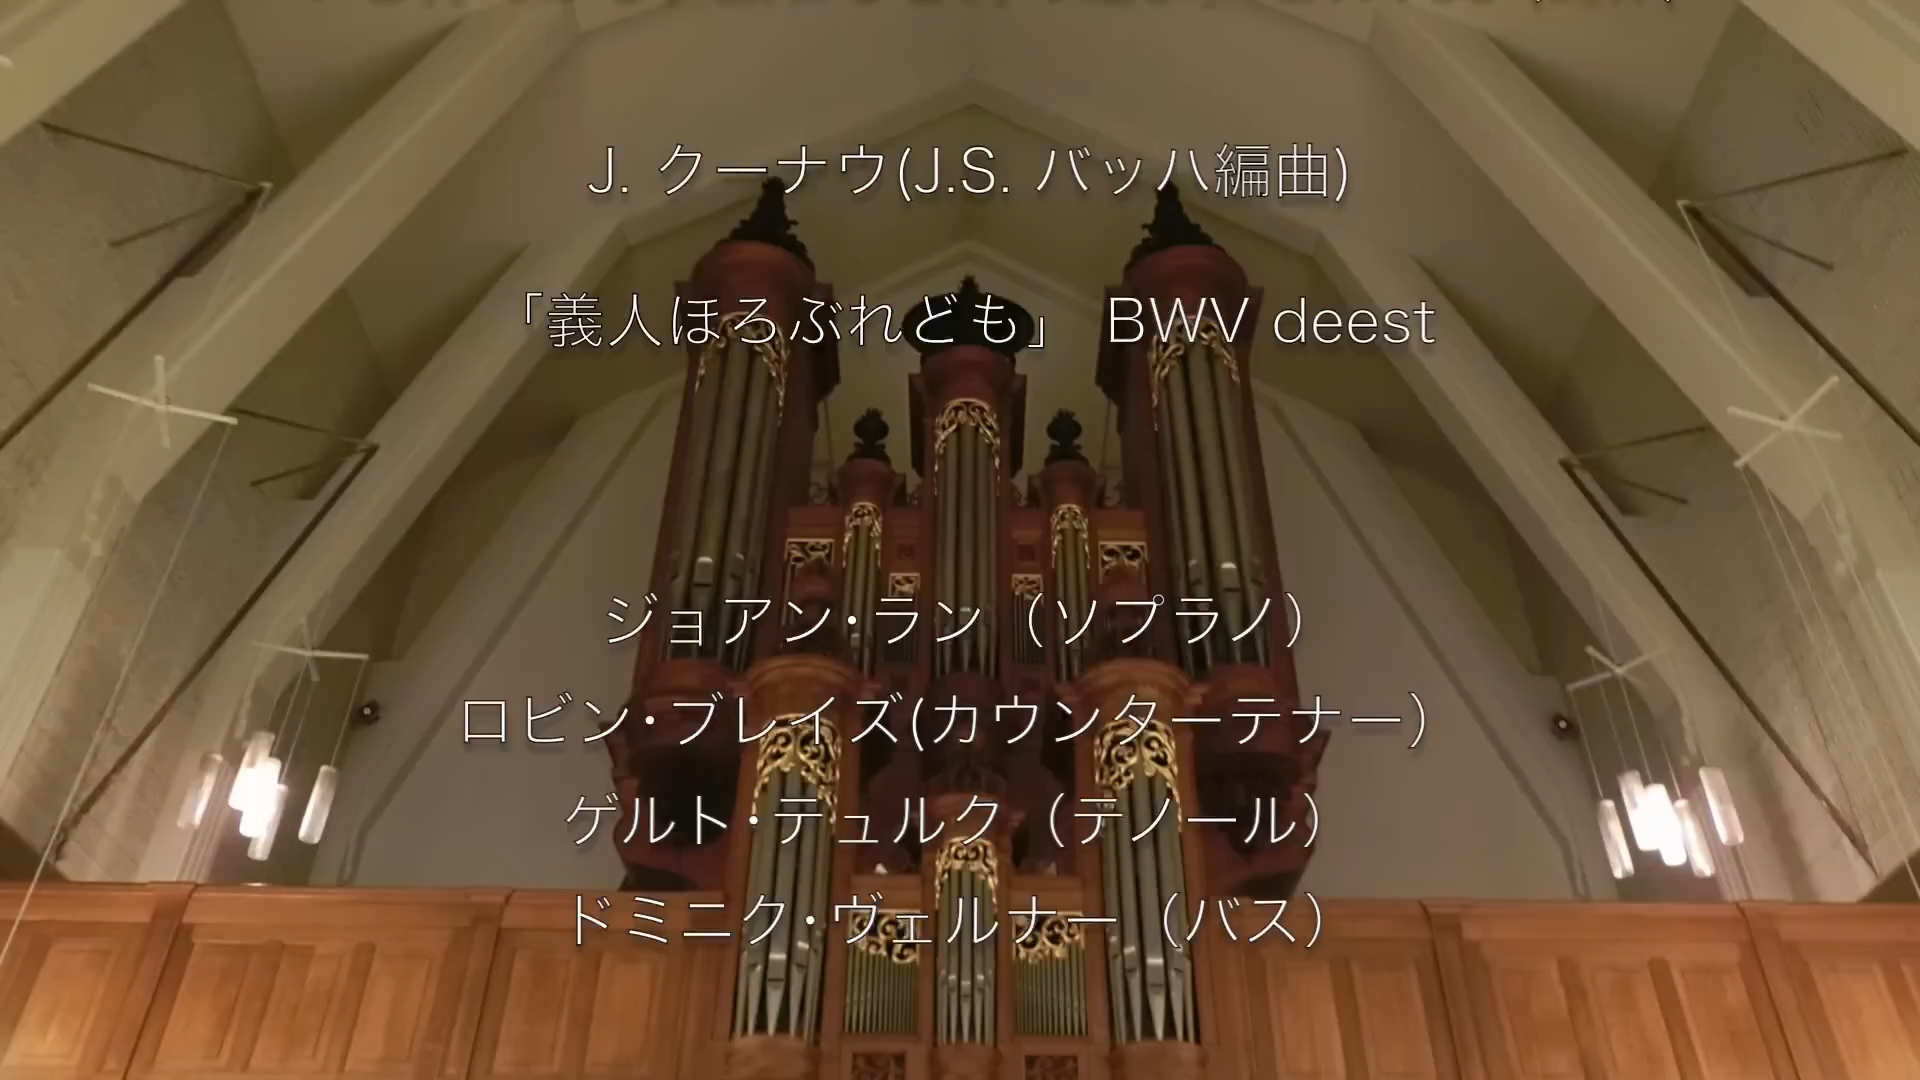 J. クーナウ(J.S. バッハ編曲)
「義人ほろぶれども」 BWV deest
ジョアン･ラン（ソプラノ）
ロビン･ブレイズ(カウンターテナー）
ゲルト･テュルク（テノール）
ドミニク･ヴェルナー（バス）